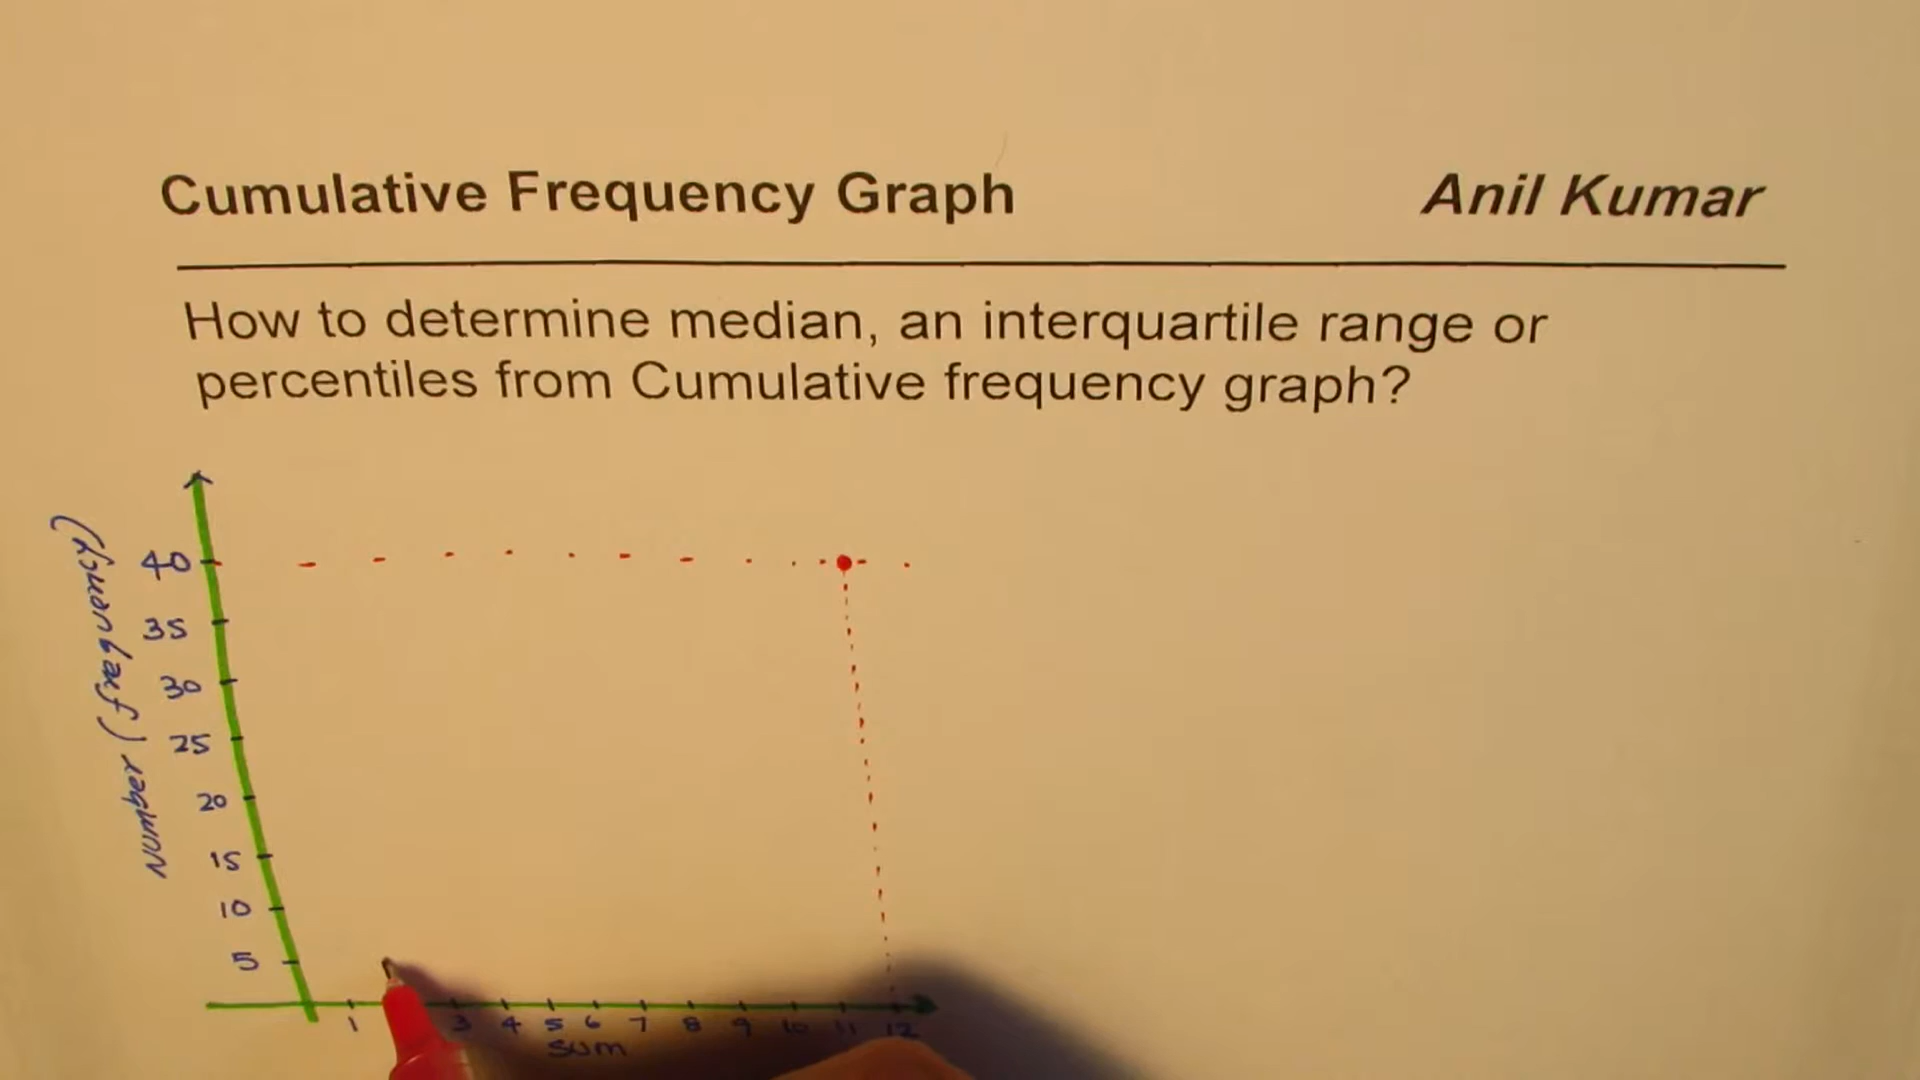 Cumulative Frequency Graph
Anil Kumar
How to determine median, an interquartile range or
percentiles from Cumulative frequency graph?
Number (frequency)
40
35
30
25
20
15
10
5
1 3 4 5 6 7 8 9 10 11 12
sum